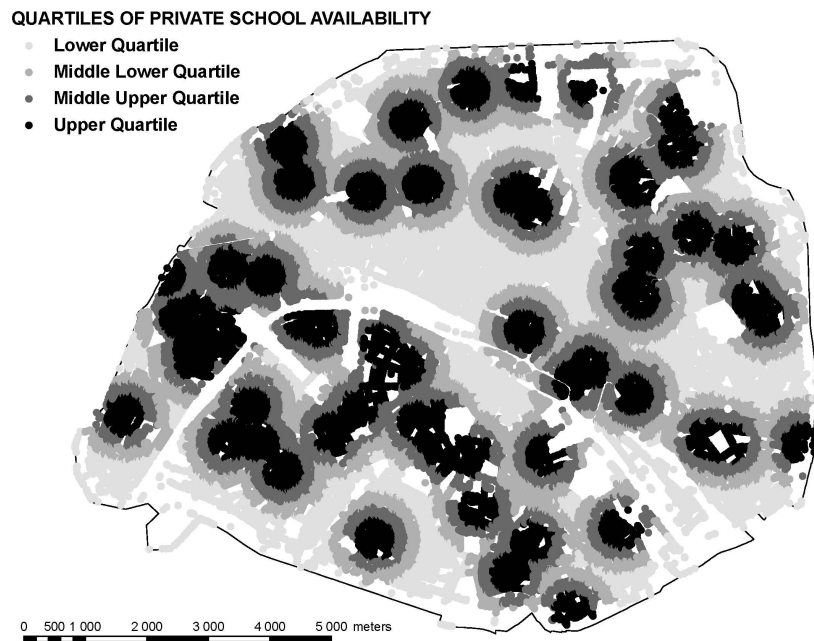 QUARTILES OF PRIVATE SCHOOL AVAILABILITY
Lower Quartile
Middle Lower Quartile
Middle Upper Quartile
Upper Quartile
0 500 1 000 2 000 3 000 4 000 5 000 meters